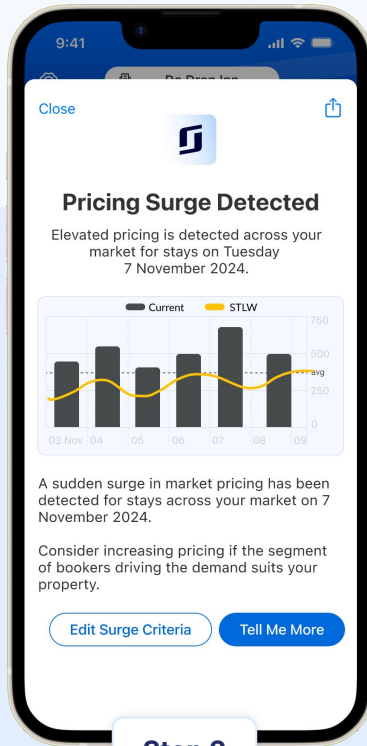 9:41
De Drop Inn
Close
Pricing Surge Detected
Elevated pricing is detected across your
market for stays on Tuesday
7 November 2024.
Current STLW
750
500
avg
250
0
03 Nov 04 05 06 07 08 09
A sudden surge in market pricing has been
detected for stays across your market on 7
November 2024.
Consider increasing pricing if the segment
of bookers driving the demand suits your
property.
Edit Surge Criteria Tell Me More